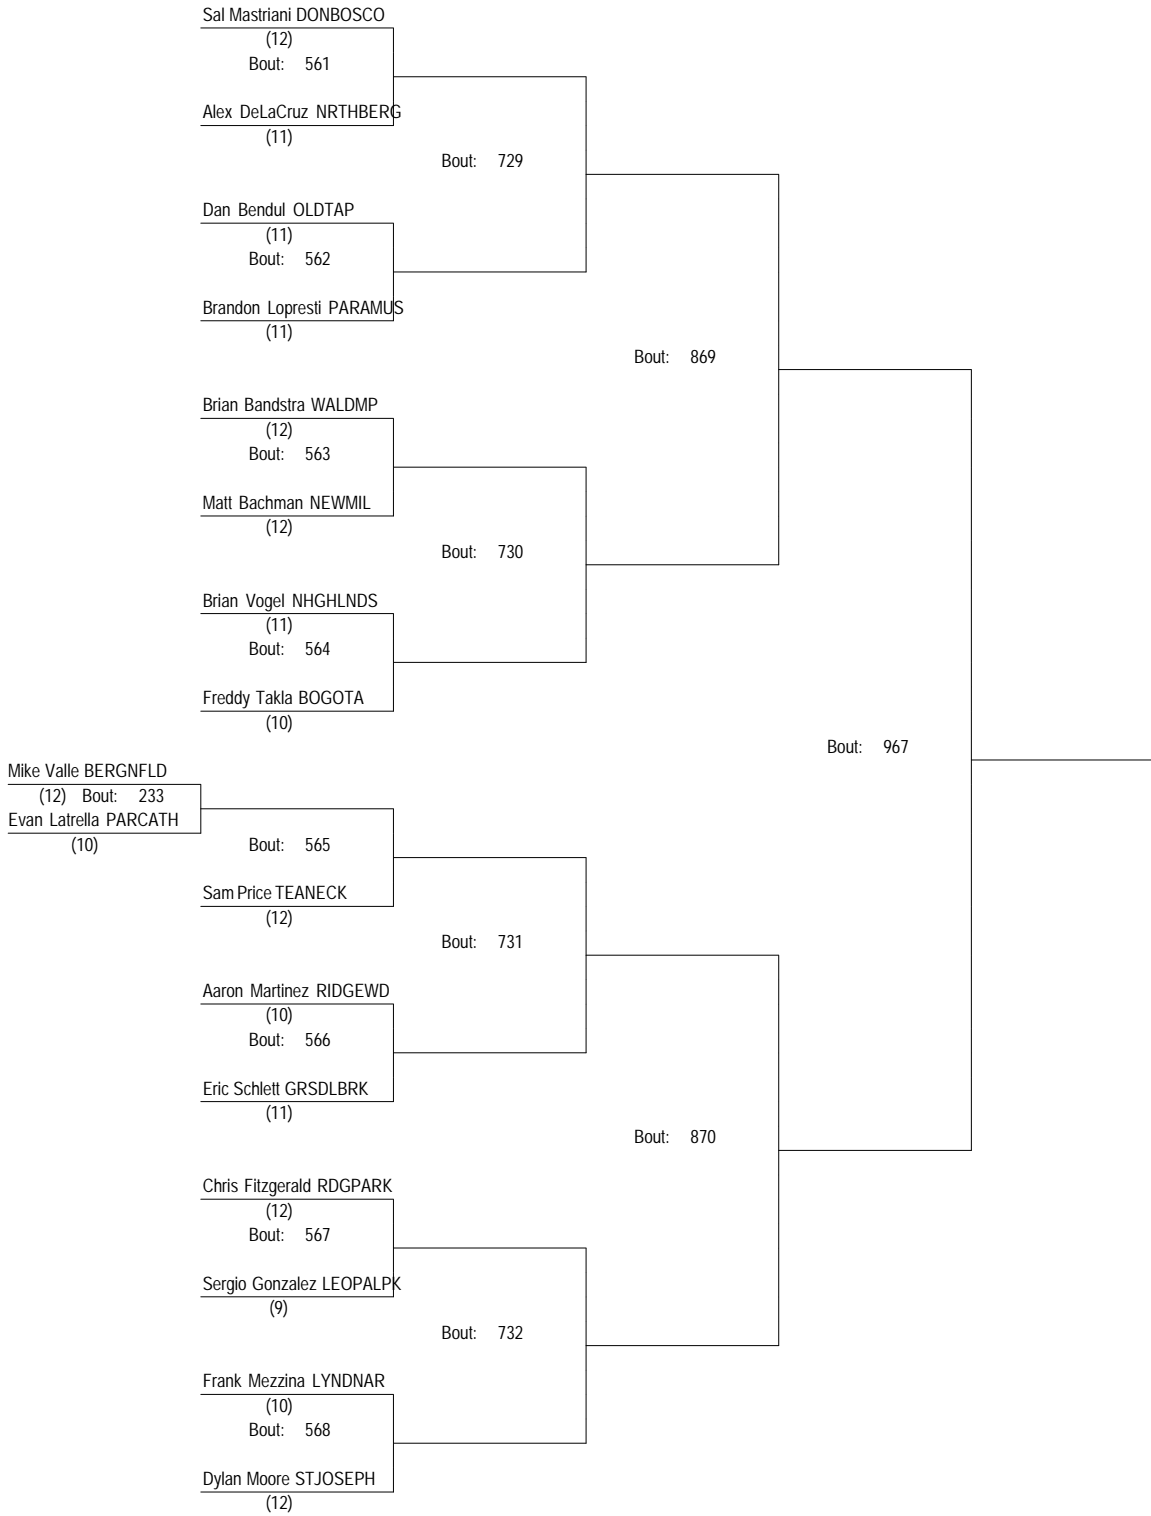 Sal Mastriani DONBOSCO
(12)
Bout: 561
Alex DeLaCruz NRTHBERG
(11)
Bout: 729
Dan Bendul OLDTAP
(11)
Bout: 562
Brandon Lopresti PARAMUS
(11)
Bout: 869
Brian Bandstra WALDMP
(12)
Bout: 563
Matt Bachman NEWMIL
(12)
Bout: 730
Brian Vogel NHGHLNDS
(11)
Bout: 564
Freddy Takla BOGOTA
(10)
Bout: 967
Mike Valle BERGNFLD
(12) Bout: 233
Evan Latrella PARCATH
(10)
Bout: 565
Sam Price TEANECK
(12)
Bout: 731
Aaron Martinez RIDGEWD
(10)
Bout: 566
Eric Schlett GRSDLBRK
(11)
Bout: 870
Chris Fitzgerald RDGPARK
(12)
Bout: 567
Sergio Gonzalez LEOPALPK
(9)
Bout: 732
Frank Mezzina LYNDNAR
(10)
Bout: 568
Dylan Moore STJOSEPH
(12)